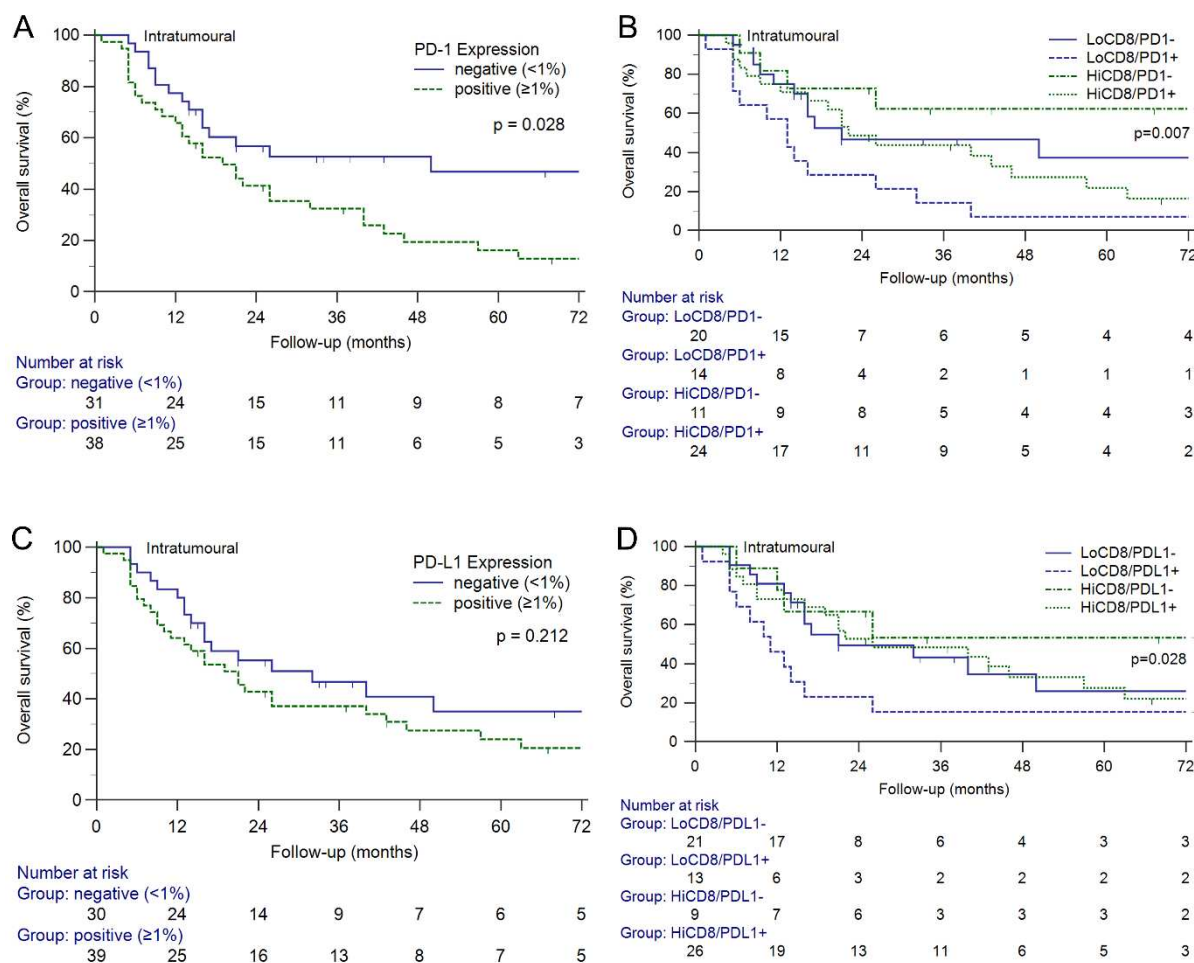 A
Intratumoural
PD-1 Expression
negative (<1%)
positive (≥1%)
p = 0.028
Overall survival (%)
100
80
60
40
20
0
0 12 24 36 48 60 72
Follow-up (months)
Number at risk
Group: negative (<1%)
31 24 15 11 9 8 7
Group: positive (≥1%)
38 25 15 11 6 5 3
B
Intratumoural
LoCD8/PD1-
LoCD8/PD1+
HiCD8/PD1-
HiCD8/PD1+
p=0.007
Overall survival (%)
100
80
60
40
20
0
0 12 24 36 48 60 72
Follow-up (months)
Number at risk
Group: LoCD8/PD1-
20 15 7 6 5 4 4
Group: LoCD8/PD1+
14 8 4 2 1 1 1
Group: HiCD8/PD1-
11 9 8 5 4 4 3
Group: HiCD8/PD1+
24 17 11 9 5 4 2
C
Intratumoural
PD-L1 Expression
negative (<1%)
positive (≥1%)
p = 0.212
Overall survival (%)
100
80
60
40
20
0
0 12 24 36 48 60 72
Follow-up (months)
Number at risk
Group: negative (<1%)
30 24 14 9 7 6 5
Group: positive (≥1%)
39 25 16 13 8 7 5
D
Intratumoural
LoCD8/PDL1-
LoCD8/PDL1+
HiCD8/PDL1-
HiCD8/PDL1+
p=0.028
Overall survival (%)
100
80
60
40
20
0
0 12 24 36 48 60 72
Follow-up (months)
Number at risk
Group: LoCD8/PDL1-
21 17 8 6 4 3 3
Group: LoCD8/PDL1+
13 6 3 2 2 2 2
Group: HiCD8/PDL1-
9 7 6 3 3 3 2
Group: HiCD8/PDL1+
26 19 13 11 6 5 3